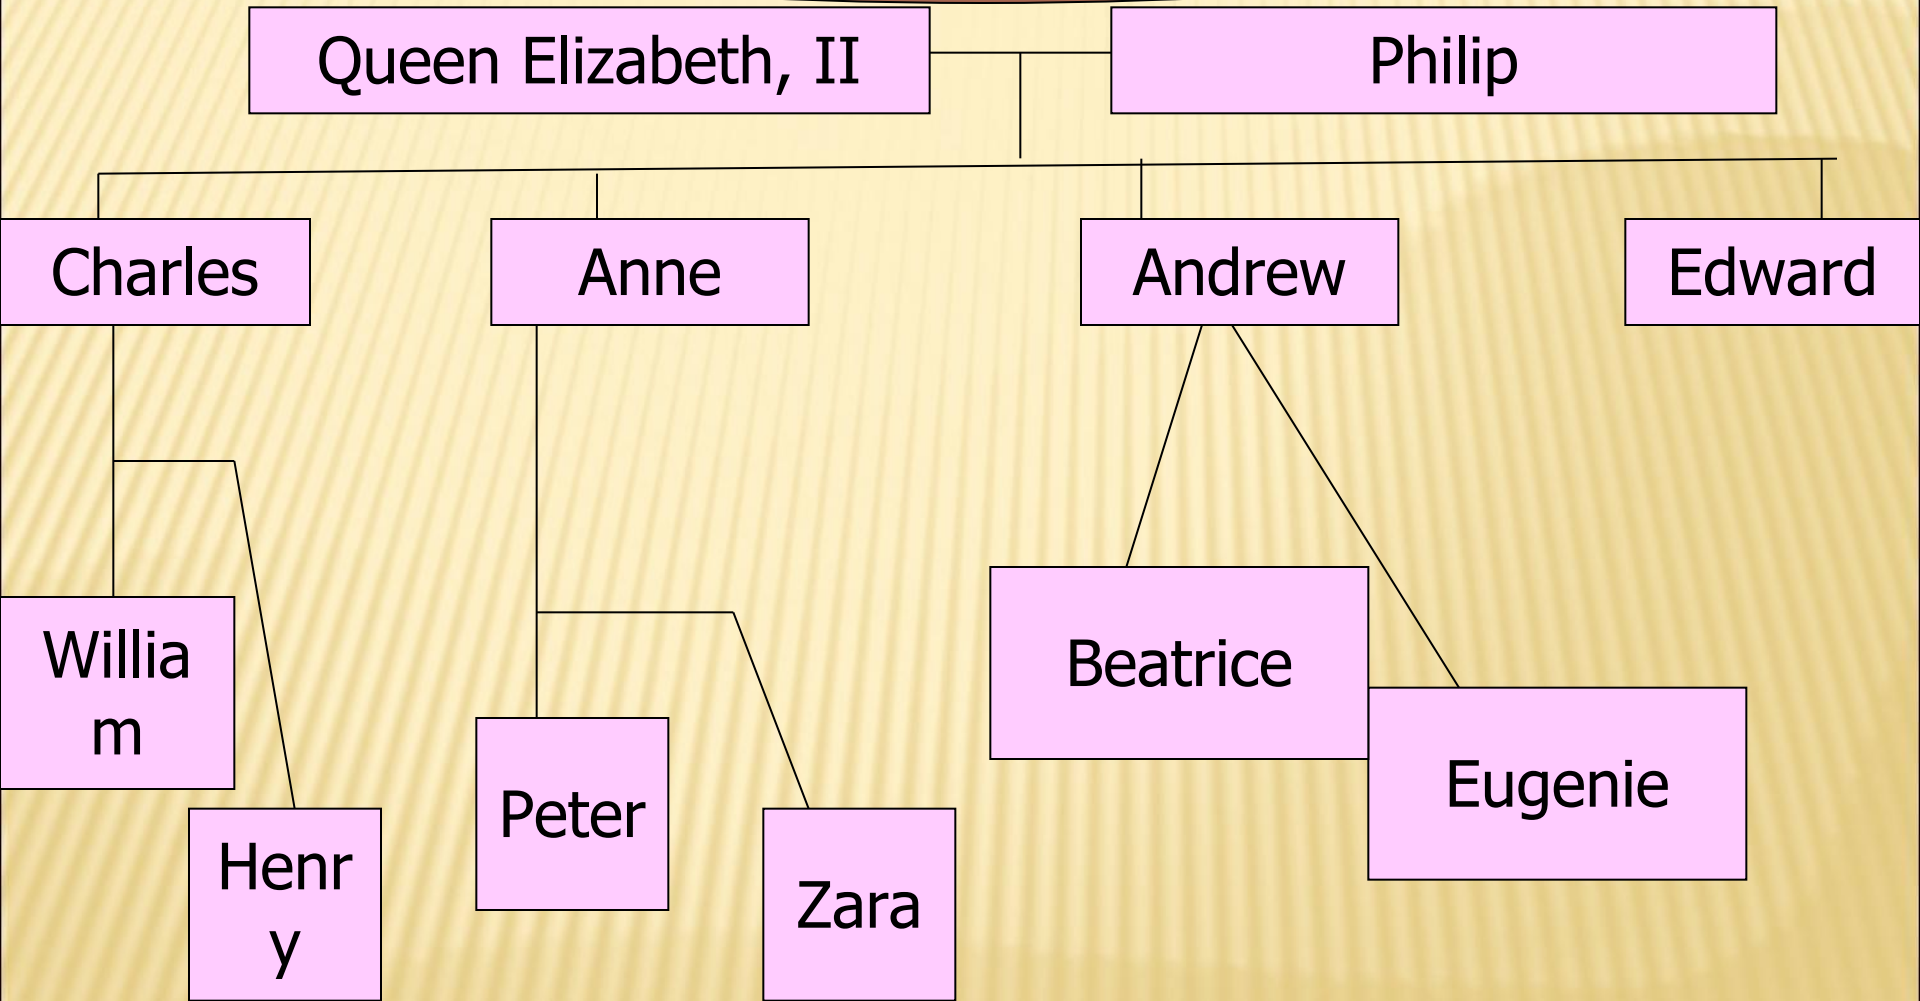 Queen Elizabeth, II
Philip
Charles
Anne
Andrew
Edward
Willia
m
Beatrice
Eugenie
Peter
Henr
y
Zara